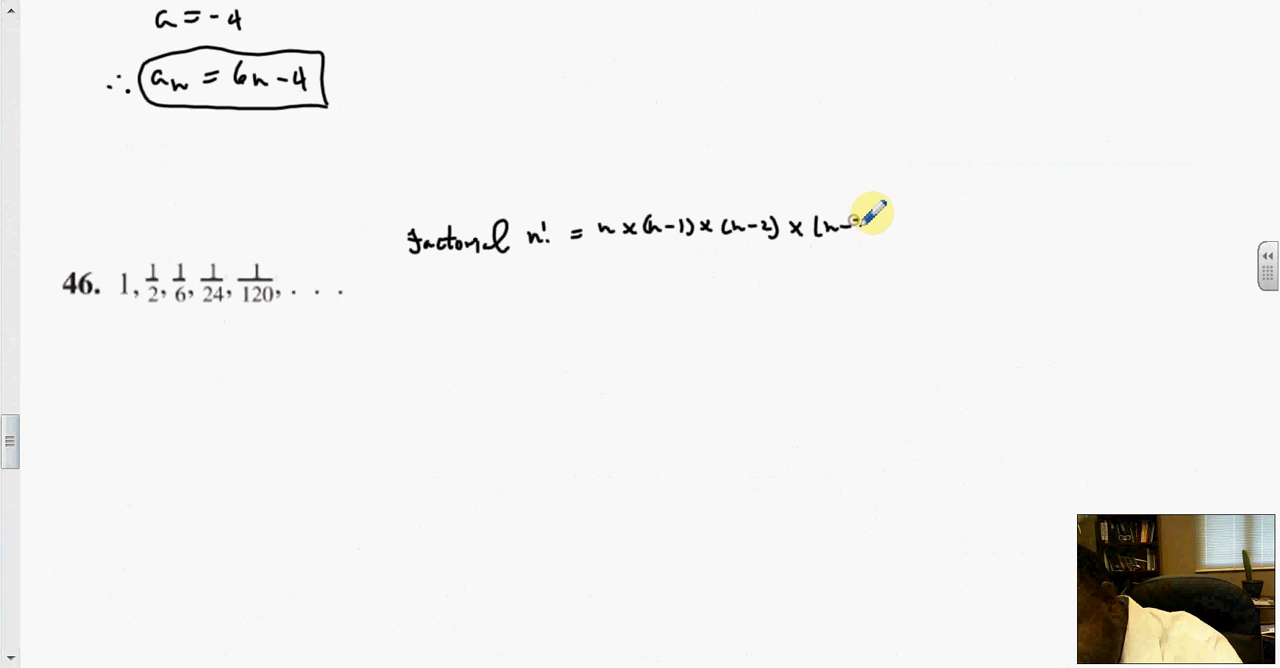 a = -4
∴ aₙ = 6n - 4
factorial n! = n × (n-1) × (n-2) × (n-
46. 1, 1/2, 1/6, 1/24, 1/120, . . .